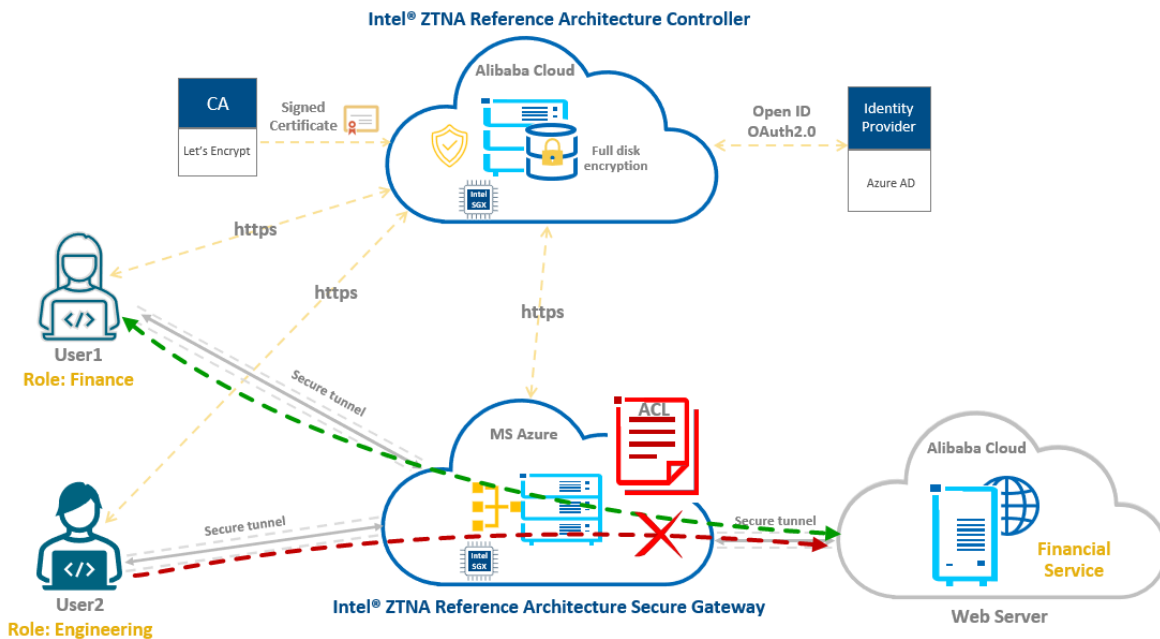 Intel® ZTNA Reference Architecture Controller
Alibaba Cloud
CA
Let's Encrypt
Signed
Certificate
Full disk
encryption
Intel
SGX
Open ID
OAuth2.0
Identity
Provider
Azure AD
https
https
https
User1
Role: Finance
Secure tunnel
MS Azure
ACL
Alibaba Cloud
Secure tunnel
Secure tunnel
Intel
SGX
Financial
Service
User2
Role: Engineering
Intel® ZTNA Reference Architecture Secure Gateway
Web Server